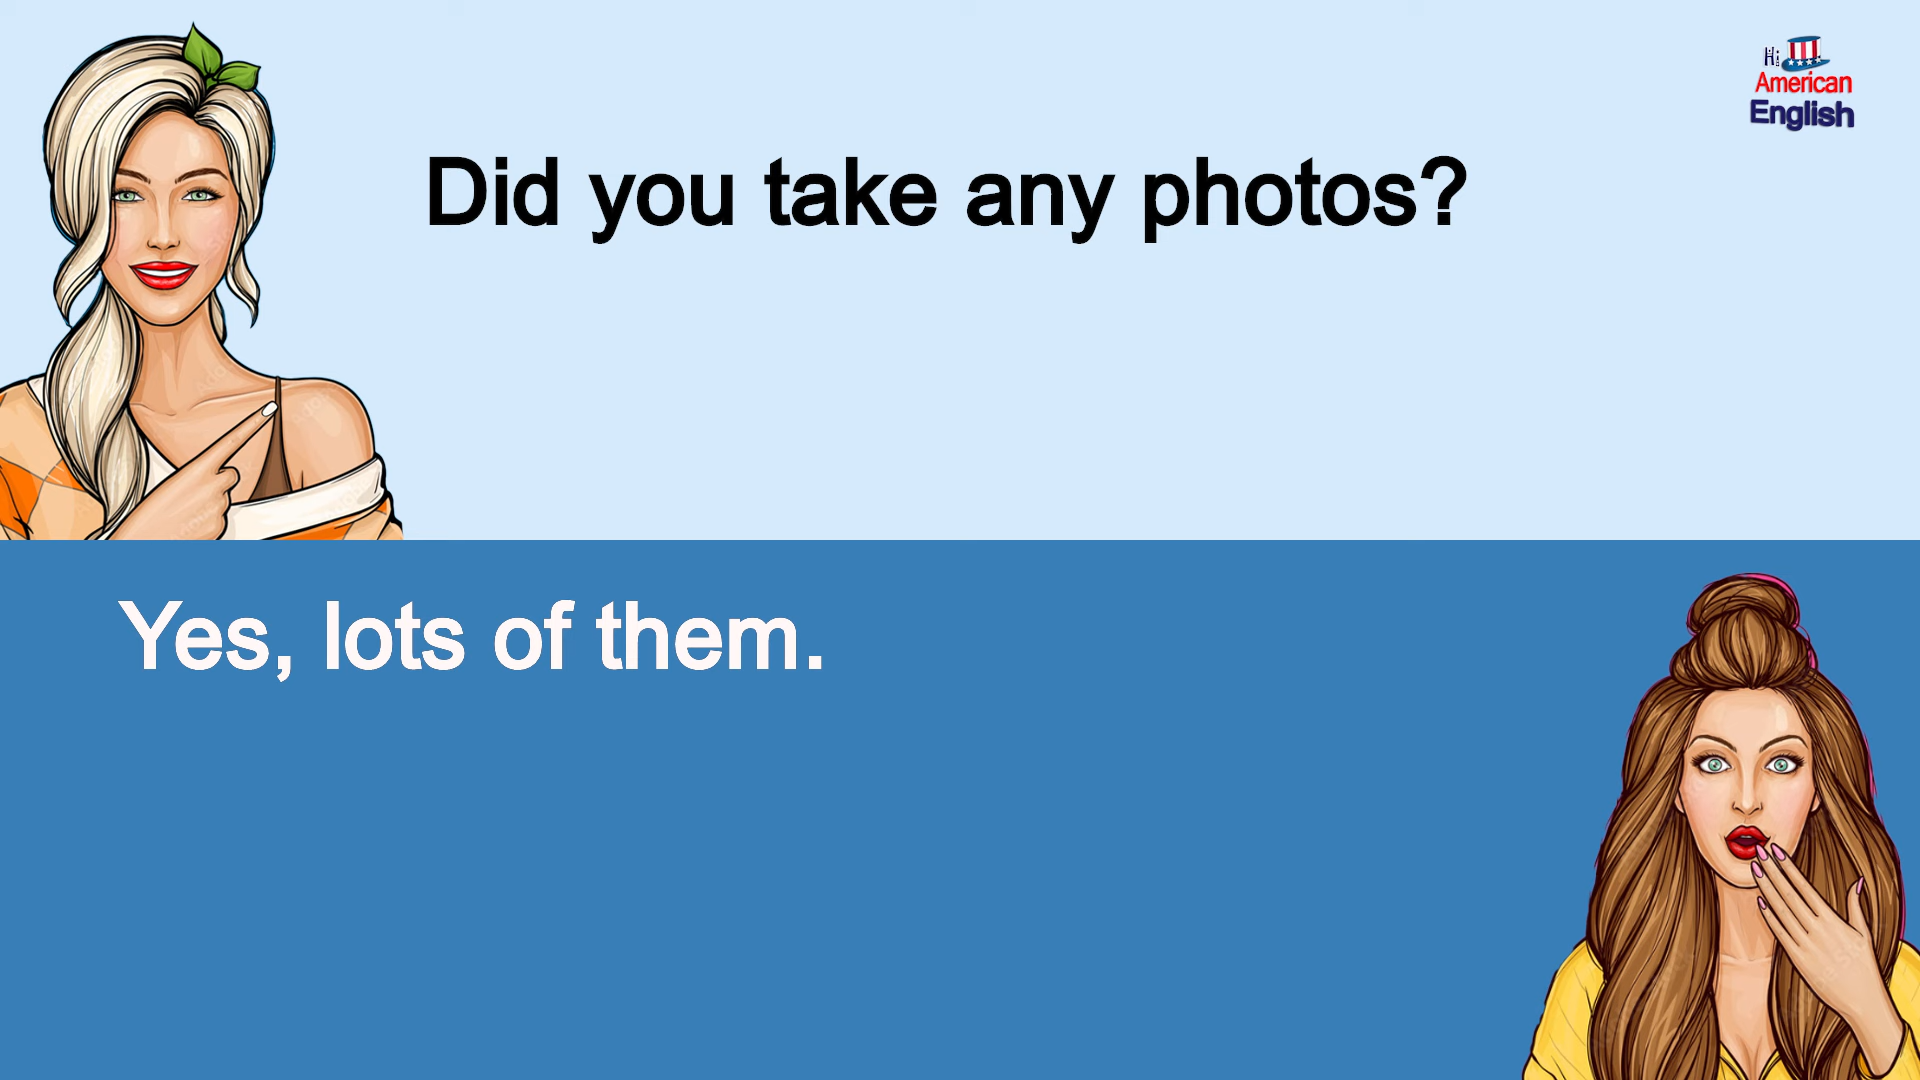 Hi
American
English
Did you take any photos?
Yes, lots of them.